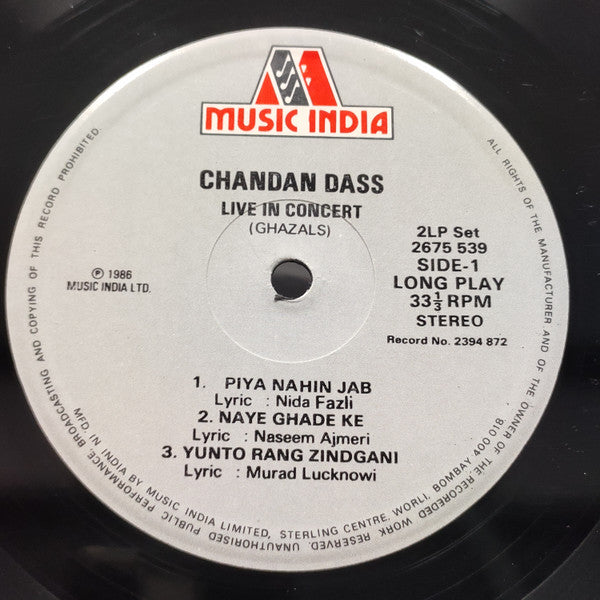 MUSIC INDIA
CHANDAN DASS
LIVE IN CONCERT
(GHAZALS)
℗ 1986
MUSIC INDIA LTD.
2LP Set
2675 539
SIDE-1
LONG PLAY
33 1/3 RPM
STEREO
Record No. 2394 872
1. PIYA NAHIN JAB
Lyric : Nida Fazli
2. NAYE GHADE KE
Lyric : Naseem Ajmeri
3. YUNTO RANG ZINDGANI
Lyric : Murad Lucknowi
MFD. IN INDIA BY MUSIC INDIA LIMITED, STERLING CENTRE, WORLI, BOMBAY 400 018
ALL RIGHTS OF THE MANUFACTURER AND OF THE OWNER OF THE RECOREDED WORK RESERVED. UNAUTHORISED PUBLIC PERFORMANCE, BROADCASTING AND COPYING OF THIS RECORD PROHIBITED.